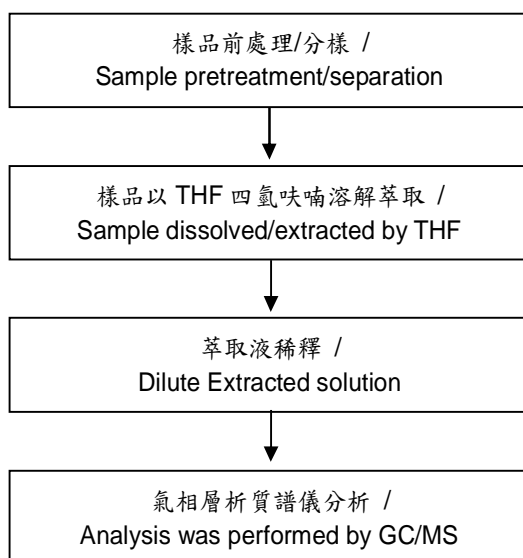 樣品前處理/分樣 /
Sample pretreatment/separation
樣品以 THF 四氫呋喃溶解萃取 /
Sample dissolved/extracted by THF
萃取液稀釋 /
Dilute Extracted solution
氣相層析質譜儀分析 /
Analysis was performed by GC/MS